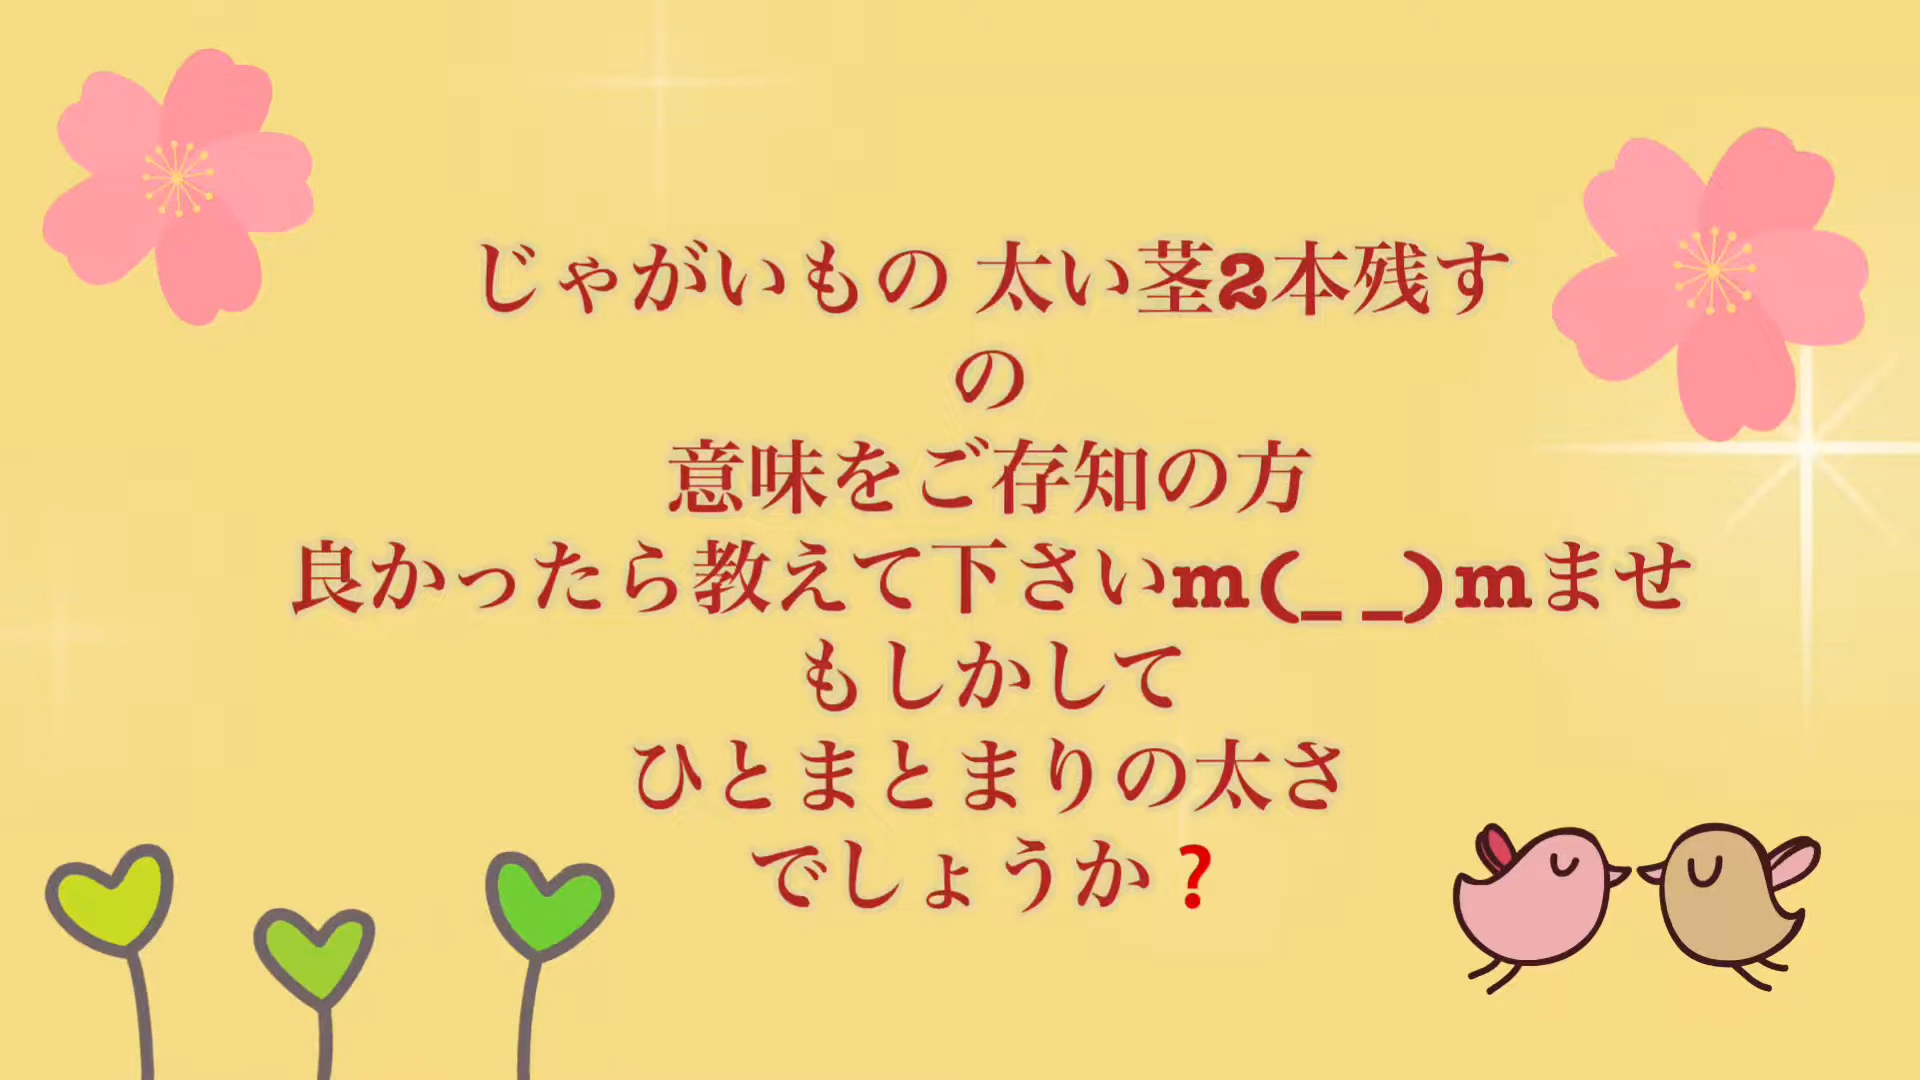 じゃがいもの 太い茎2本残す
の
意味をご存知の方
良かったら教えて下さいm(_ _)mませ
もしかして
ひとまとまりの太さ
でしょうか❓